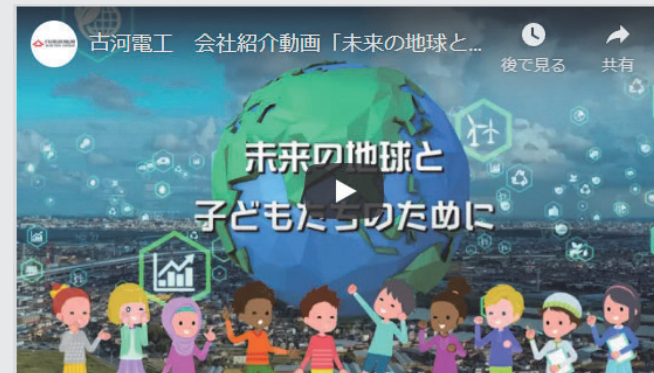 古河電工　会社紹介動画「未来の地球と...
後で見る
共有
未来の地球と
子どもたちのために